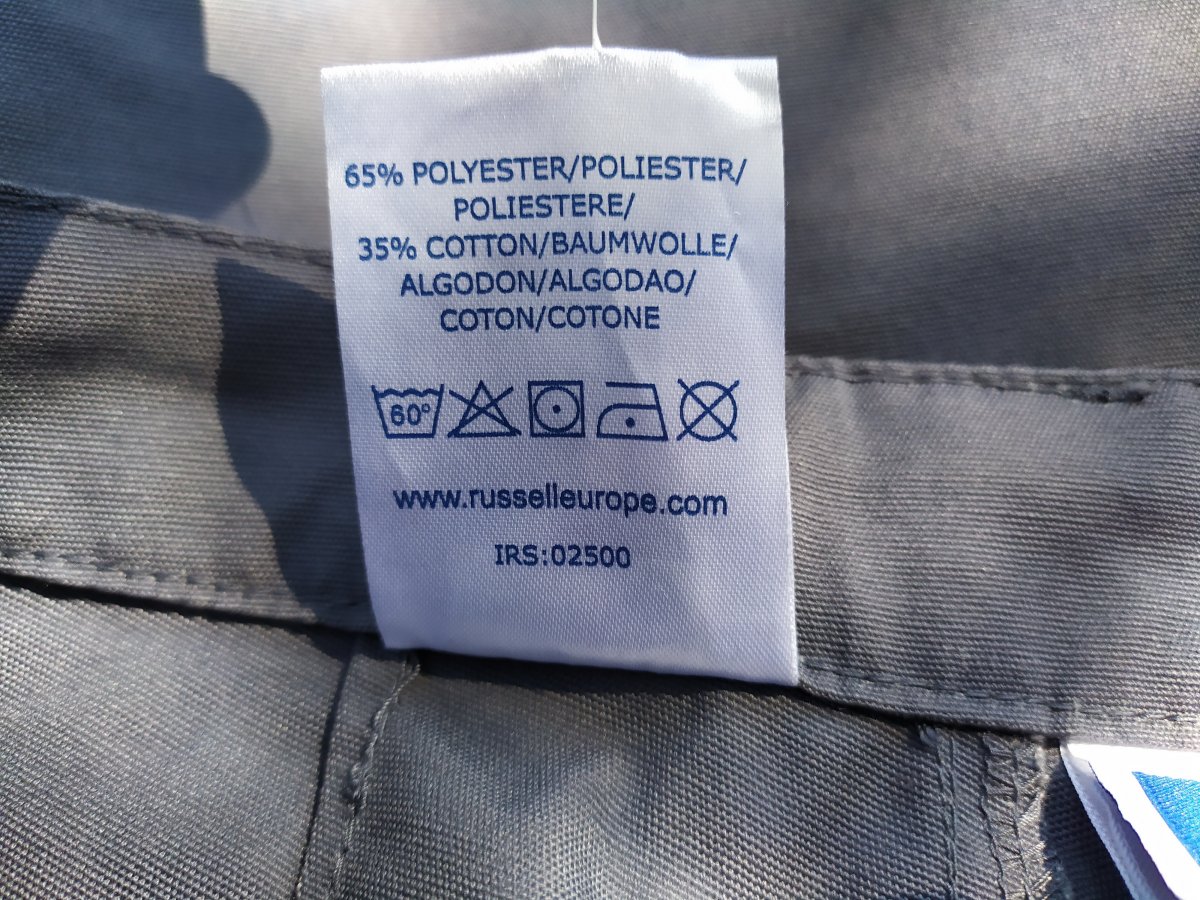 65% POLYESTER/POLIESTER/
POLIESTERE/
35% COTTON/BAUMWOLLE/
ALGODON/ALGODAO/
COTON/COTONE
60°
www.russelleurope.com
IRS:02500